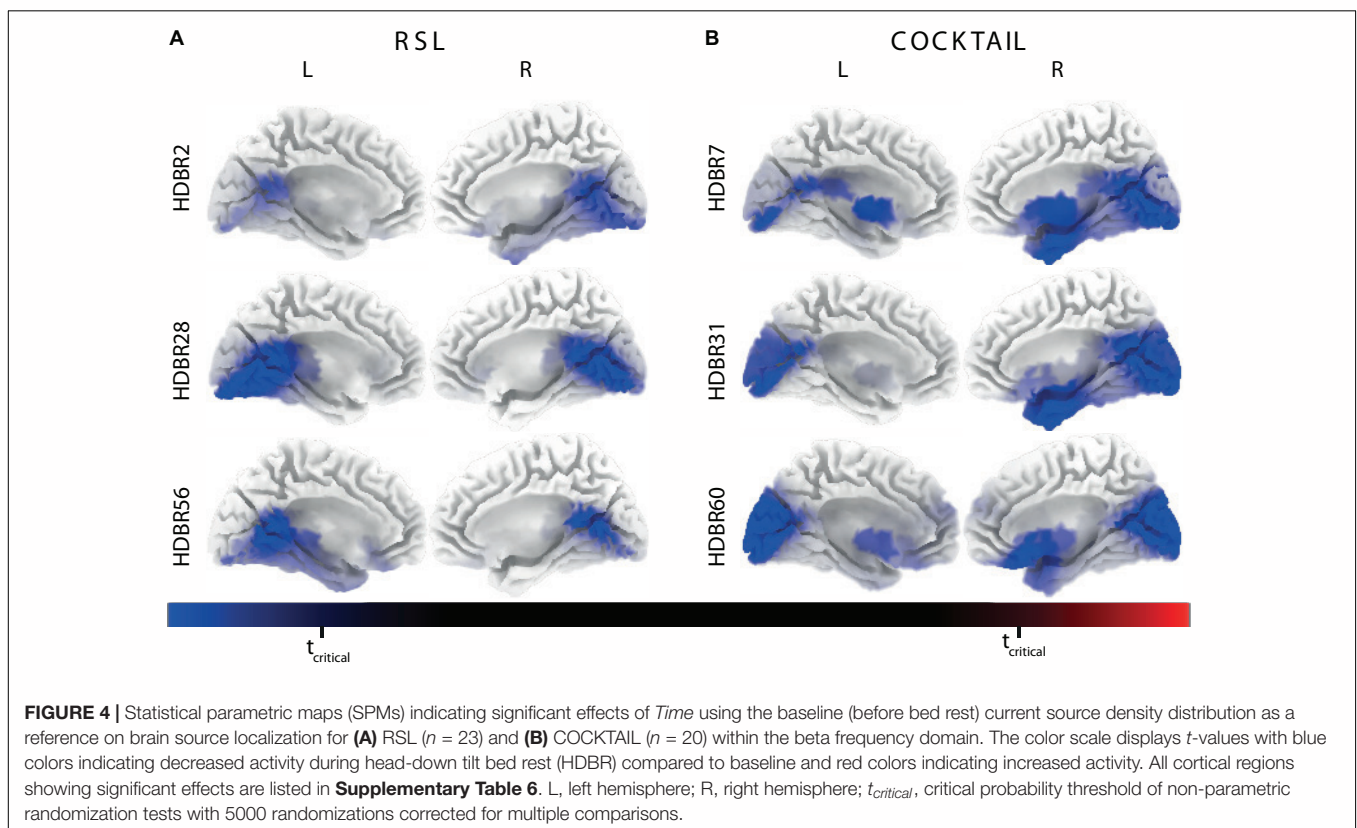 A RSL B COCKTAIL
L R L R
HDBR2 HDBR7
HDBR28 HDBR31
HDBR56 HDBR60
tcritical tcritical
FIGURE 4 | Statistical parametric maps (SPMs) indicating significant effects of Time using the baseline (before bed rest) current source density distribution as a
reference on brain source localization for (A) RSL (n = 23) and (B) COCKTAIL (n = 20) within the beta frequency domain. The color scale displays t-values with blue
colors indicating decreased activity during head-down tilt bed rest (HDBR) compared to baseline and red colors indicating increased activity. All cortical regions
showing significant effects are listed in Supplementary Table 6. L, left hemisphere; R, right hemisphere; tcritical, critical probability threshold of non-parametric
randomization tests with 5000 randomizations corrected for multiple comparisons.